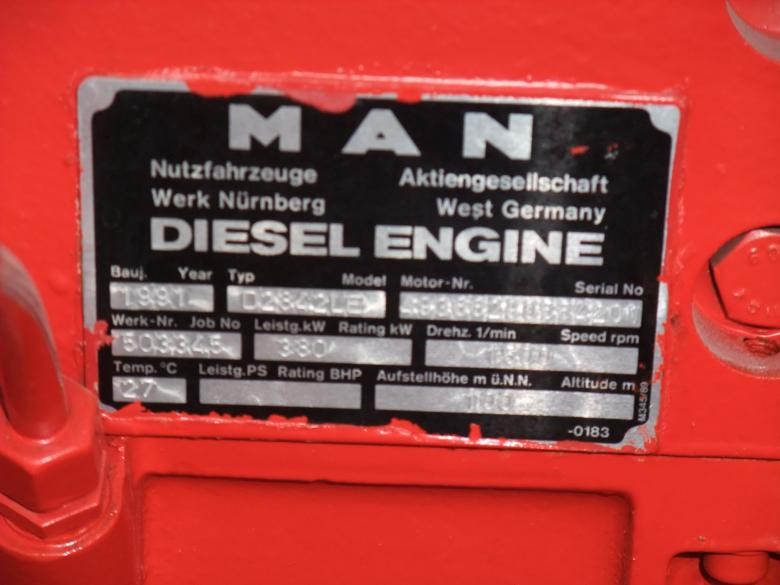 MAN
Nutzfahrzeuge Aktiengesellschaft
Werk Nürnberg West Germany
DIESEL ENGINE
Bauj. Year Typ Model Motor-Nr. Serial No
1991 D2842LE
Werk-Nr. Job No Leistg.kW Rating kW Drehz. 1/min Speed rpm
503345 380
Temp. °C Leistg.PS Rating BHP Aufstellhöhe m ü.N.N. Altitude m
27 100
M345/89
-0183